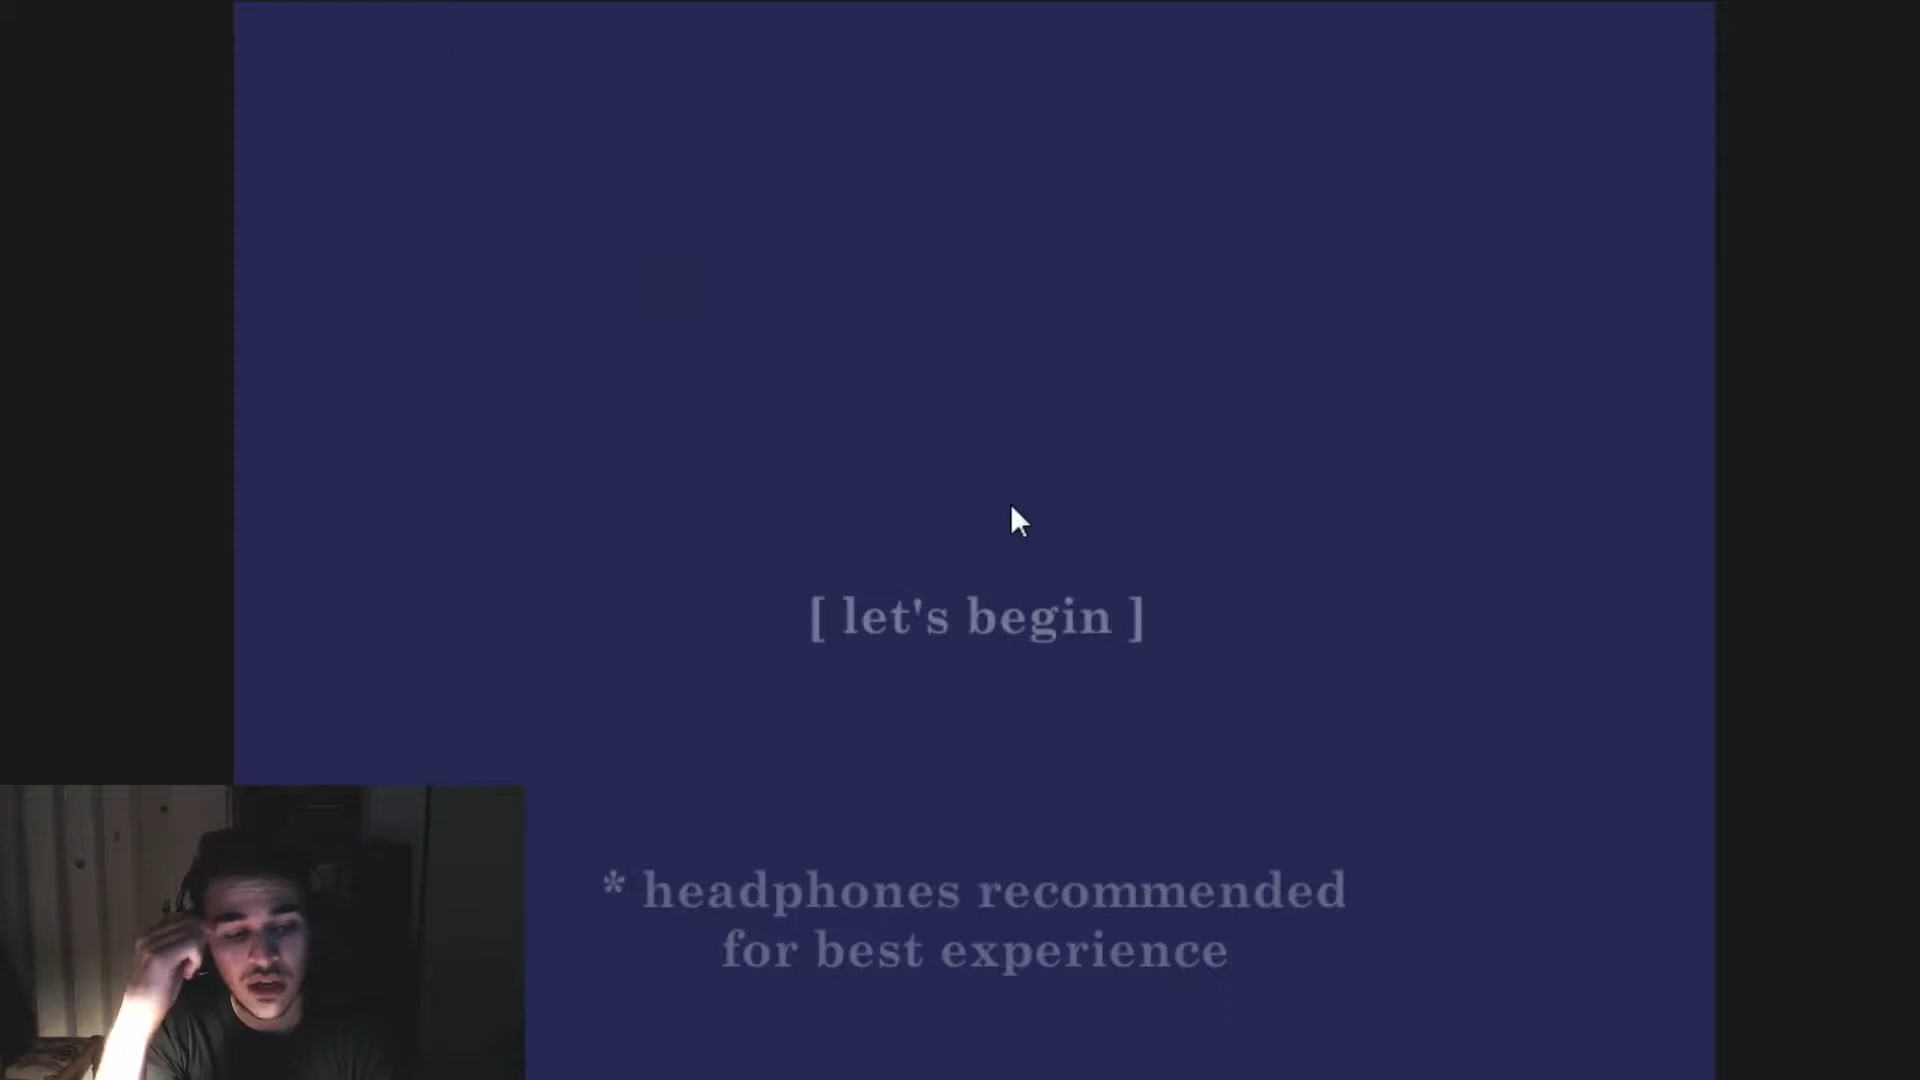 [ let's begin ]
* headphones recommended
for best experience